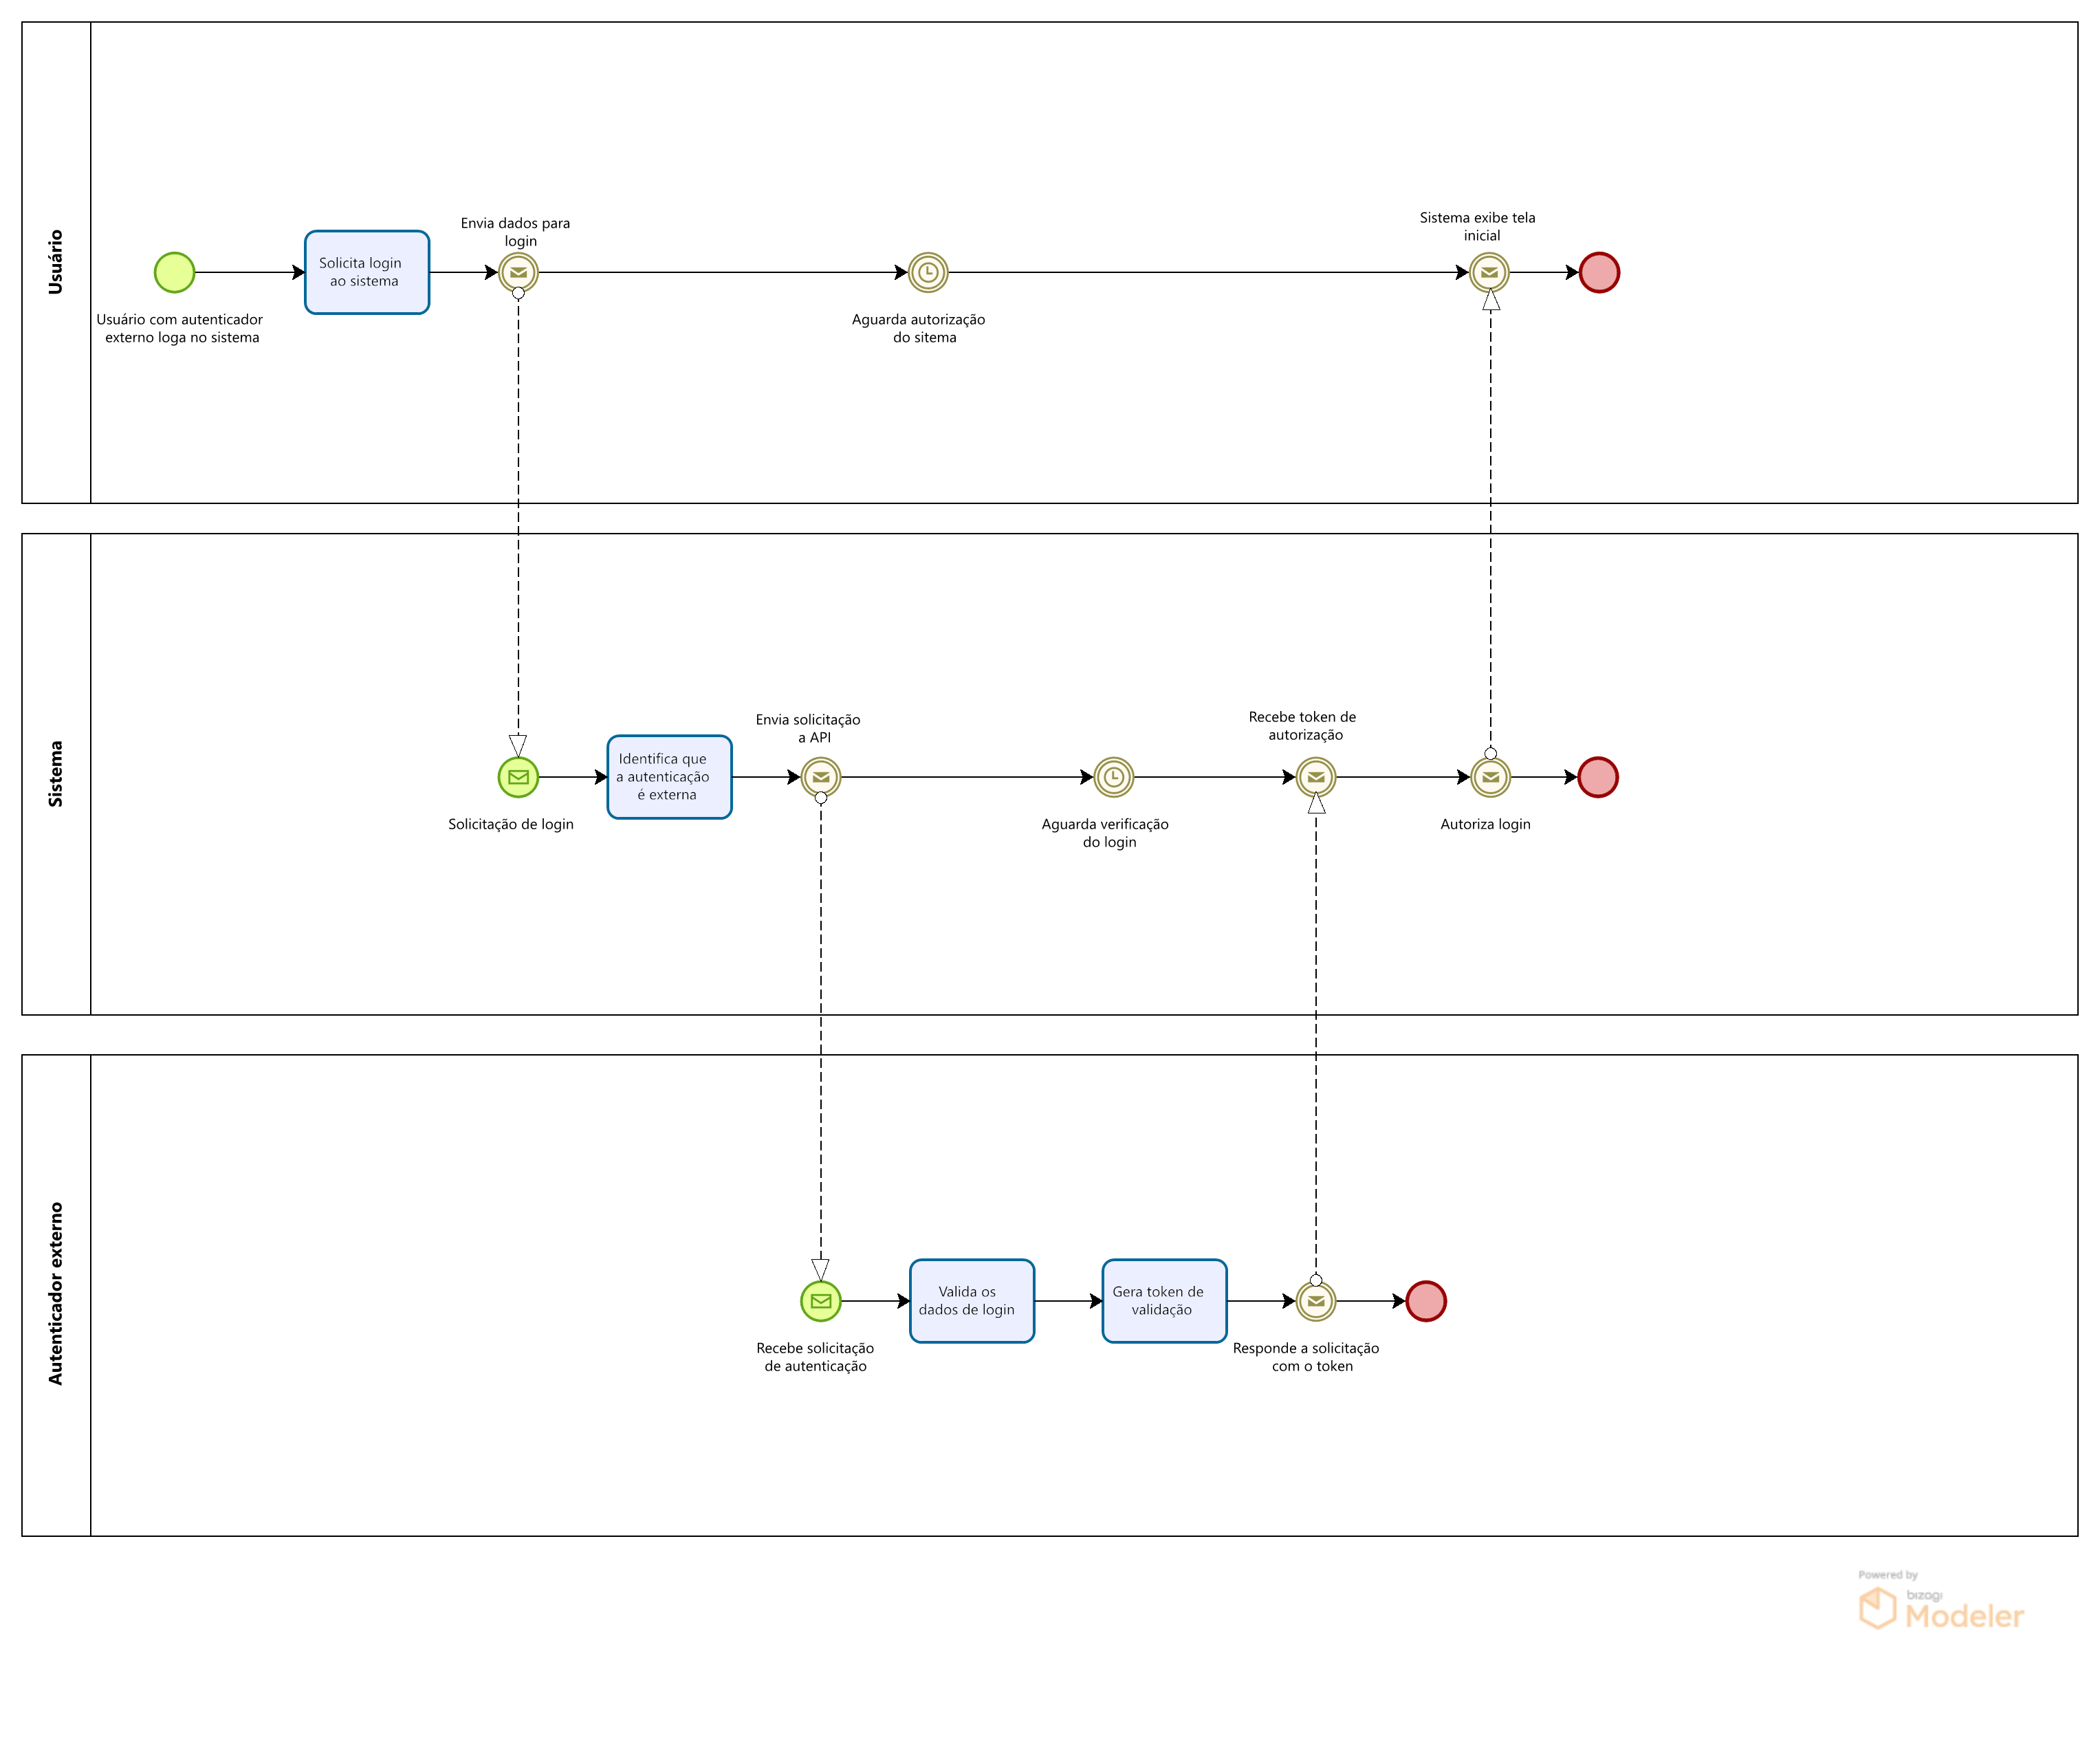 Usuário
Usuário com autenticador
externo loga no sistema
Solicita login
ao sistema
Envia dados para
login
Aguarda autorização
do sitema
Sistema exibe tela
inicial
Sistema
Solicitação de login
Identifica que
a autenticação
é externa
Envia solicitação
a API
Aguarda verificação
do login
Recebe token de
autorização
Autoriza login
Autenticador externo
Recebe solicitação
de autenticação
Valida os
dados de login
Gera token de
validação
Responde a solicitação
com o token
Powered by
bizagi
Modeler